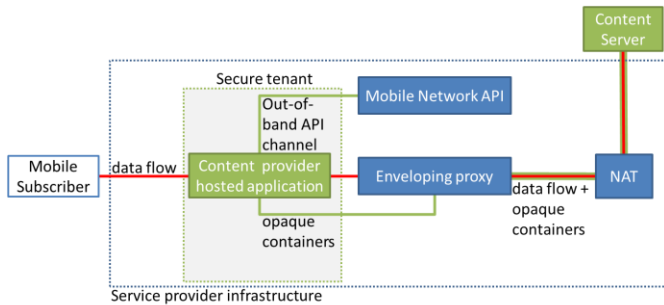 Content
Server
Secure tenant
Mobile Network API
Out-of-
band API
channel
Mobile
Subscriber
data flow
Content provider
hosted application
Enveloping proxy
data flow +
opaque
containers
NAT
opaque
containers
Service provider infrastructure